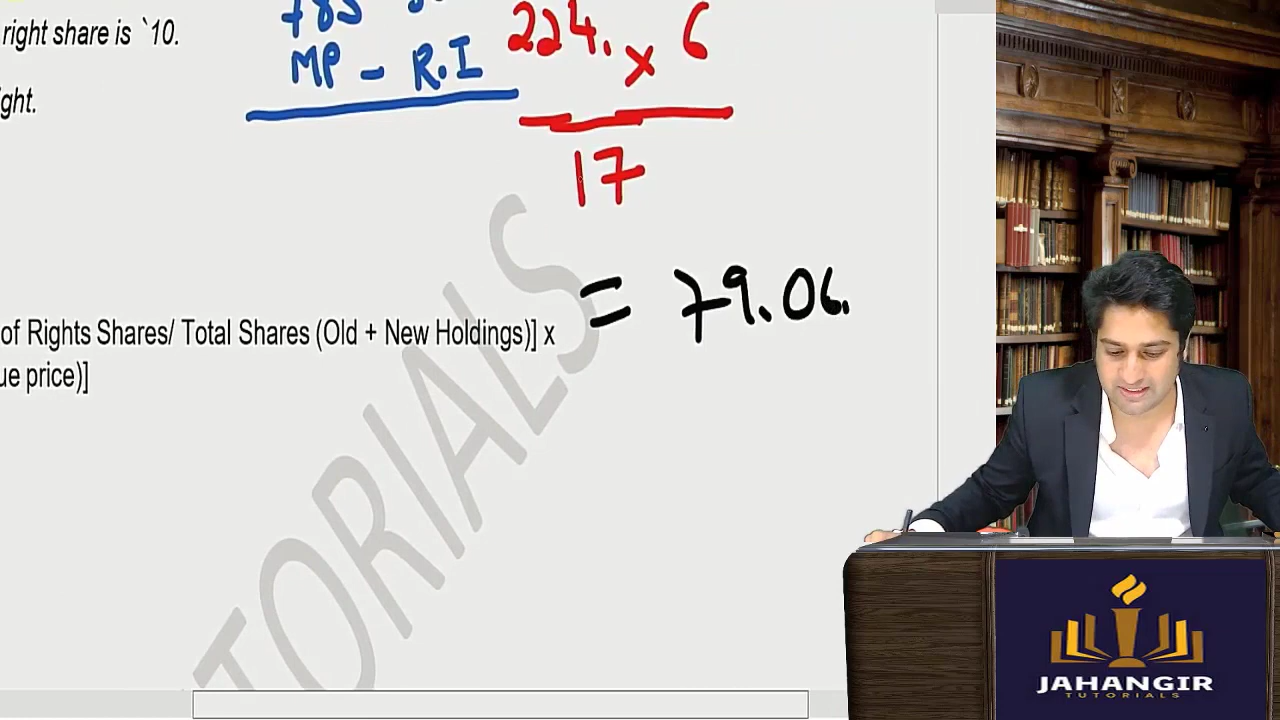 right share is `10.
MP - R.I
224. x 6
ight.
17
= 79.06.
of Rights Shares/ Total Shares (Old + New Holdings)] x
ue price)]
TORIALS
JAHANGIR
TUTORIALS